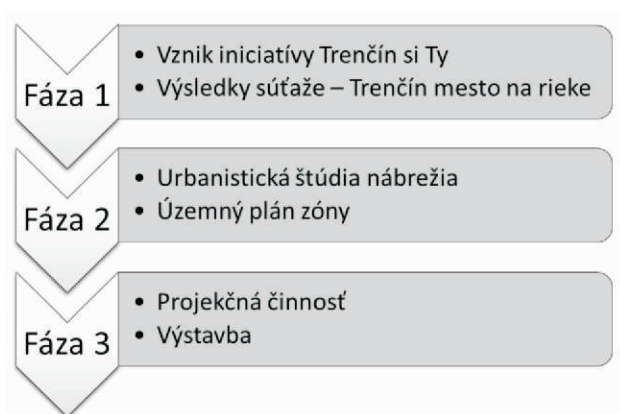 Fáza 1
• Vznik iniciatívy Trenčín si Ty
• Výsledky súťaže – Trenčín mesto na rieke
Fáza 2
• Urbanistická štúdia nábrežia
• Územný plán zóny
Fáza 3
• Projekčná činnosť
• Výstavba